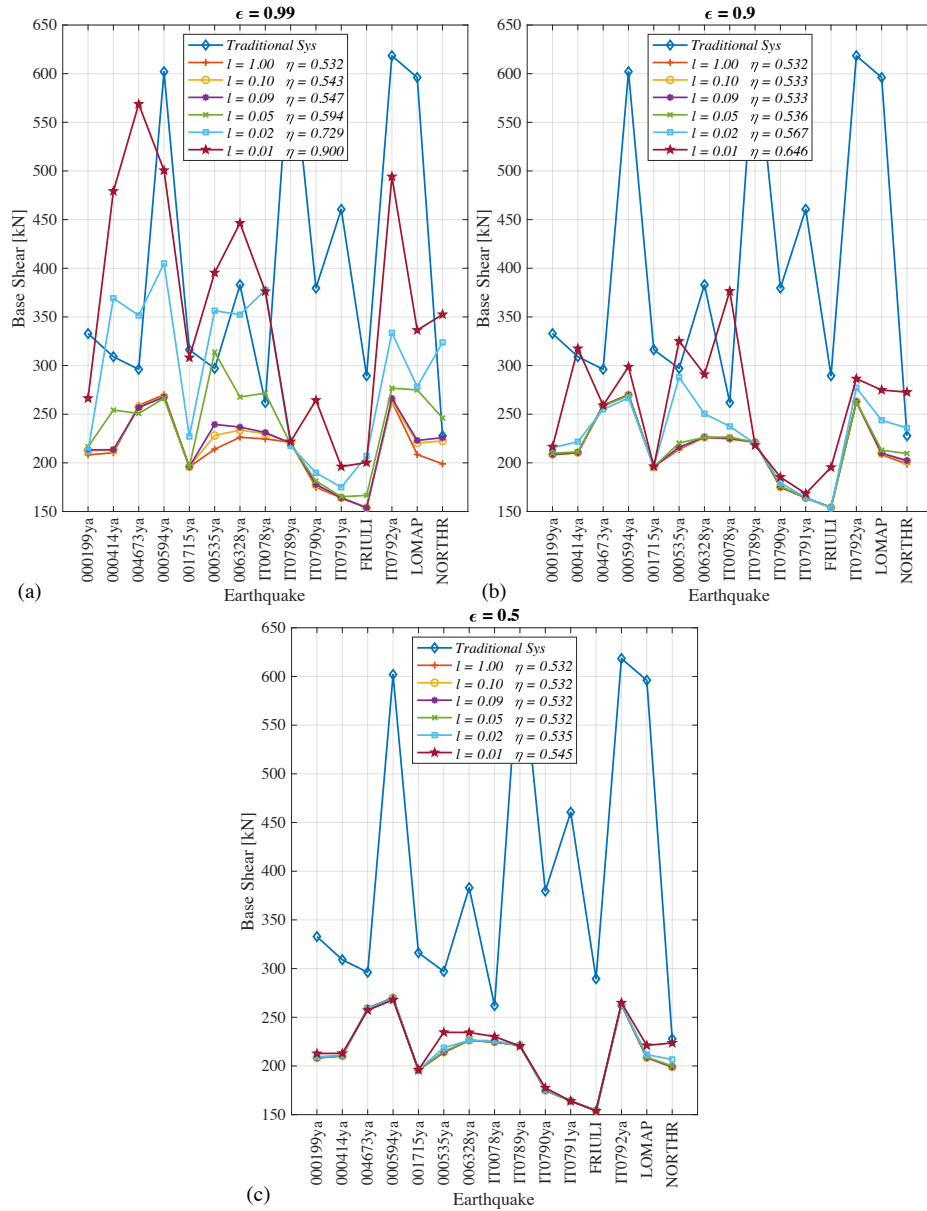 ϵ = 0.99
650
600
550
500
450
400
350
300
250
200
150
Base Shear [kN]
Traditional Sys
l = 1.00 η = 0.532
l = 0.10 η = 0.543
l = 0.09 η = 0.547
l = 0.05 η = 0.594
l = 0.02 η = 0.729
l = 0.01 η = 0.900
000199ya
000414ya
004673ya
000594ya
001715ya
000535ya
006328ya
IT0078ya
IT0789ya
IT0790ya
IT0791ya
FRIULI
IT0792ya
LOMAP
NORTHR
(a)
Earthquake
ϵ = 0.9
650
600
550
500
450
400
350
300
250
200
150
Base Shear [kN]
Traditional Sys
l = 1.00 η = 0.532
l = 0.10 η = 0.533
l = 0.09 η = 0.533
l = 0.05 η = 0.536
l = 0.02 η = 0.567
l = 0.01 η = 0.646
000199ya
000414ya
004673ya
000594ya
001715ya
000535ya
006328ya
IT0078ya
IT0789ya
IT0790ya
IT0791ya
FRIULI
IT0792ya
LOMAP
NORTHR
(b)
Earthquake
ϵ = 0.5
650
600
550
500
450
400
350
300
250
200
150
Base Shear [kN]
Traditional Sys
l = 1.00 η = 0.532
l = 0.10 η = 0.532
l = 0.09 η = 0.532
l = 0.05 η = 0.532
l = 0.02 η = 0.535
l = 0.01 η = 0.545
000199ya
000414ya
004673ya
000594ya
001715ya
000535ya
006328ya
IT0078ya
IT0789ya
IT0790ya
IT0791ya
FRIULI
IT0792ya
LOMAP
NORTHR
(c)
Earthquake